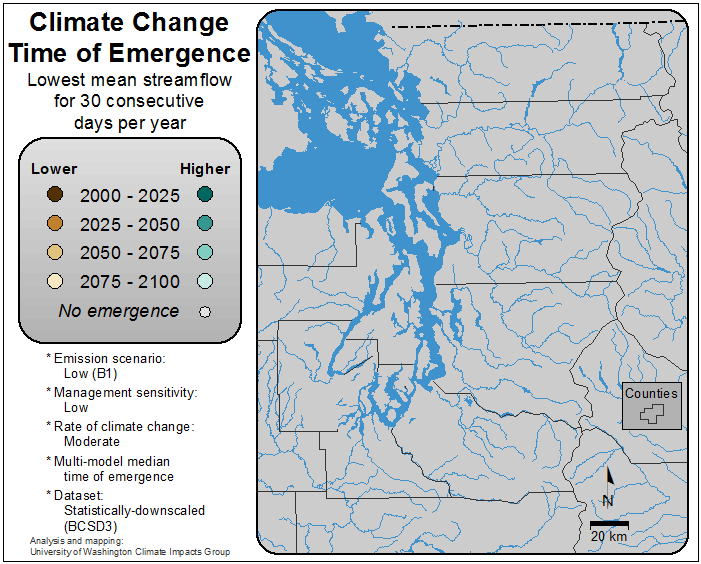 Climate Change
Time of Emergence
Lowest mean streamflow
for 30 consecutive
days per year
Lower Higher
2000 - 2025
2025 - 2050
2050 - 2075
2075 - 2100
No emergence
* Emission scenario:
Low (B1)
* Management sensitivity:
Low
* Rate of climate change:
Moderate
* Multi-model median
time of emergence
* Dataset:
Statistically-downscaled
(BCSD3)
Analysis and mapping:
University of Washington Climate Impacts Group
Counties
N
20 km